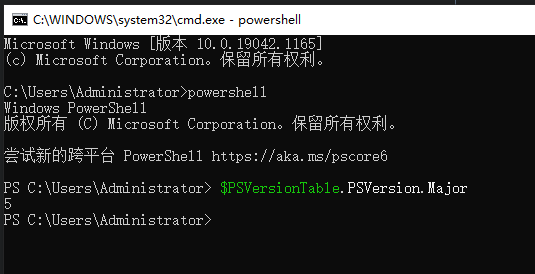 C:\WINDOWS\system32\cmd.exe - powershell
Microsoft Windows [版本 10.0.19042.1165]
(c) Microsoft Corporation。保留所有权利。
C:\Users\Administrator>powershell
Windows PowerShell
版权所有 (C) Microsoft Corporation。保留所有权利。
尝试新的跨平台 PowerShell https://aka.ms/pscore6
PS C:\Users\Administrator> $PSVersionTable.PSVersion.Major
5
PS C:\Users\Administrator>